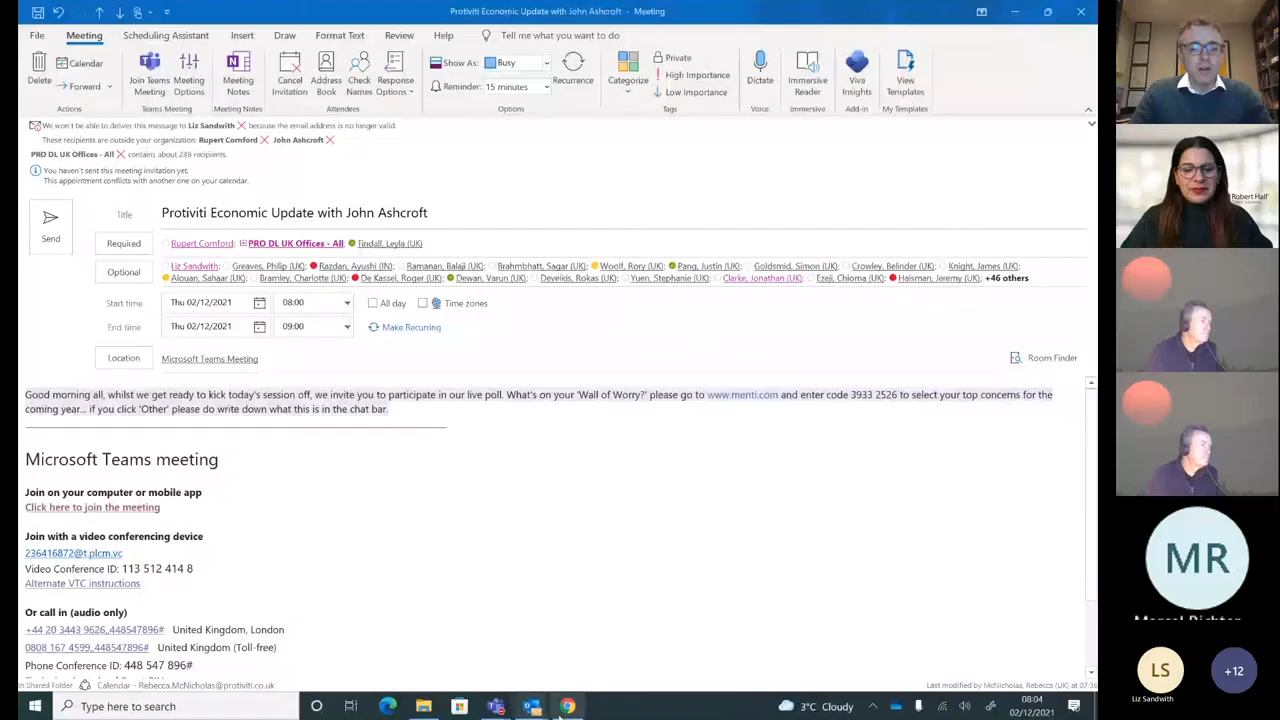 Protiviti Economic Update with John Ashcroft - Meeting
File Meeting Scheduling Assistant Insert Draw Format Text Review Help Tell me what you want to do
Delete
Calendar
Forward
Join Teams Meeting
Meeting Options
Meeting Notes
Cancel Invitation
Address Book
Check Names
Response Options
Show As: Busy
Reminder: 15 minutes
Recurrence
Categorize
Private
High Importance
Low Importance
Dictate
Immersive Reader
Viva Insights
View Templates
Actions Teams Meeting Meeting Notes Attendees Options Tags Voice Immersive Add-in My Templates
We won't be able to deliver this message to Liz Sandwith because the email address is no longer valid.
These recipients are outside your organization: Rupert Cornford John Ashcroft
PRO DL UK Offices - All contains about 236 recipients.
You haven't sent this meeting invitation yet.
This appointment conflicts with another one on your calendar.
Send
Title Protiviti Economic Update with John Ashcroft
Required Rupert Cornford; PRO DL UK Offices - All; Tindall, Leyla (UK)
Optional Liz Sandwith; Greaves, Philip (UK); Razdan, Ayushi (IN); Ramanan, Balaji (UK); Brahmbhatt, Sagar (UK); Woolf, Rory (UK); Pang, Justin (UK); Goldsmid, Simon (UK); Crowley, Belinder (UK); Knight, James (UK);
Alouan, Sahaar (UK); Bramley, Charlotte (UK); De Kassel, Roger (UK); Dewan, Varun (UK); Deveikis, Rokas (UK); Yuen, Stephanie (UK); Clarke, Jonathan (UK); Ezeji, Chioma (UK); Haisman, Jeremy (UK); +46 others
Start time Thu 02/12/2021 08:00 All day Time zones
End time Thu 02/12/2021 09:00 Make Recurring
Location Microsoft Teams Meeting Room Finder
Good morning all, whilst we get ready to kick today's session off, we invite you to participate in our live poll. What's on your 'Wall of Worry?' please go to www.menti.com and enter code 3933 2526 to select your top concerns for the
coming year... if you click 'Other' please do write down what this is in the chat bar.
Microsoft Teams meeting
Join on your computer or mobile app
Click here to join the meeting
Join with a video conferencing device
236416872@t.plcm.vc
Video Conference ID: 113 512 414 8
Alternate VTC instructions
Or call in (audio only)
+44 20 3443 9626,,448547896# United Kingdom, London
0808 167 4599,,448547896# United Kingdom (Toll-free)
Phone Conference ID: 448 547 896#
In Shared Folder Calendar - Rebecca.McNicholas@protiviti.co.uk
Last modified by McNicholas, Rebecca (UK) at 07:36
Type here to search
3°C Cloudy
08:04
02/12/2021
Robert Half
MR
LS
Liz Sandwith
+12